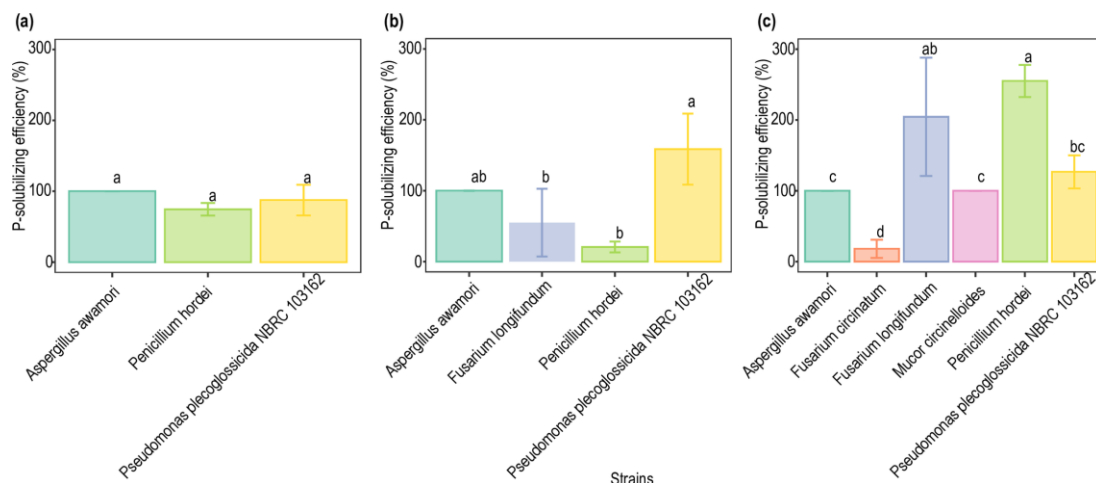 (a)
P-solubilizing efficiency (%)
300
200
100
0
a
a
a
Aspergillus awamori
Penicillium hordei
Pseudomonas plecoglossicida NBRC 103162
(b)
P-solubilizing efficiency (%)
300
200
100
0
ab
b
b
a
Aspergillus awamori
Fusarium longifundum
Penicillium hordei
Pseudomonas plecoglossicida NBRC 103162
(c)
P-solubilizing efficiency (%)
300
200
100
0
c
d
ab
c
a
bc
Aspergillus awamori
Fusarium circinatum
Fusarium longifundum
Mucor circinelloides
Penicillium hordei
Pseudomonas plecoglossicida NBRC 103162
Strains